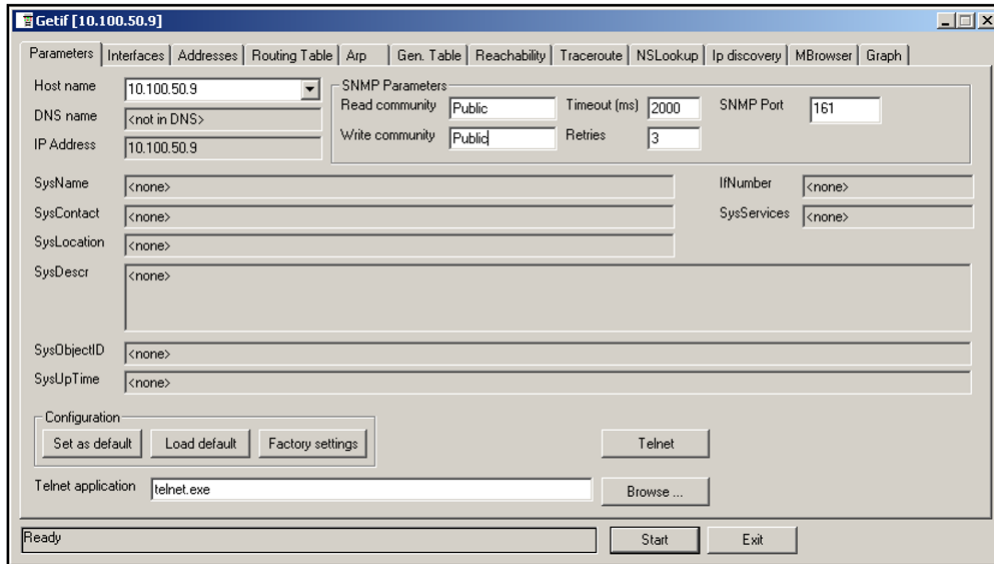 Getif [10.100.50.9]
Parameters Interfaces Addresses Routing Table Arp Gen. Table Reachability Traceroute NSLookup Ip discovery MBrowser Graph
Host name 10.100.50.9
DNS name <not in DNS>
IP Address 10.100.50.9
SNMP Parameters
Read community Public Timeout (ms) 2000 SNMP Port 161
Write community Public Retries 3
SysName <none> IfNumber <none>
SysContact <none> SysServices <none>
SysLocation <none>
SysDescr <none>
SysObjectID <none>
SysUpTime <none>
Configuration
Set as default Load default Factory settings Telnet
Telnet application telnet.exe Browse ...
Ready Start Exit